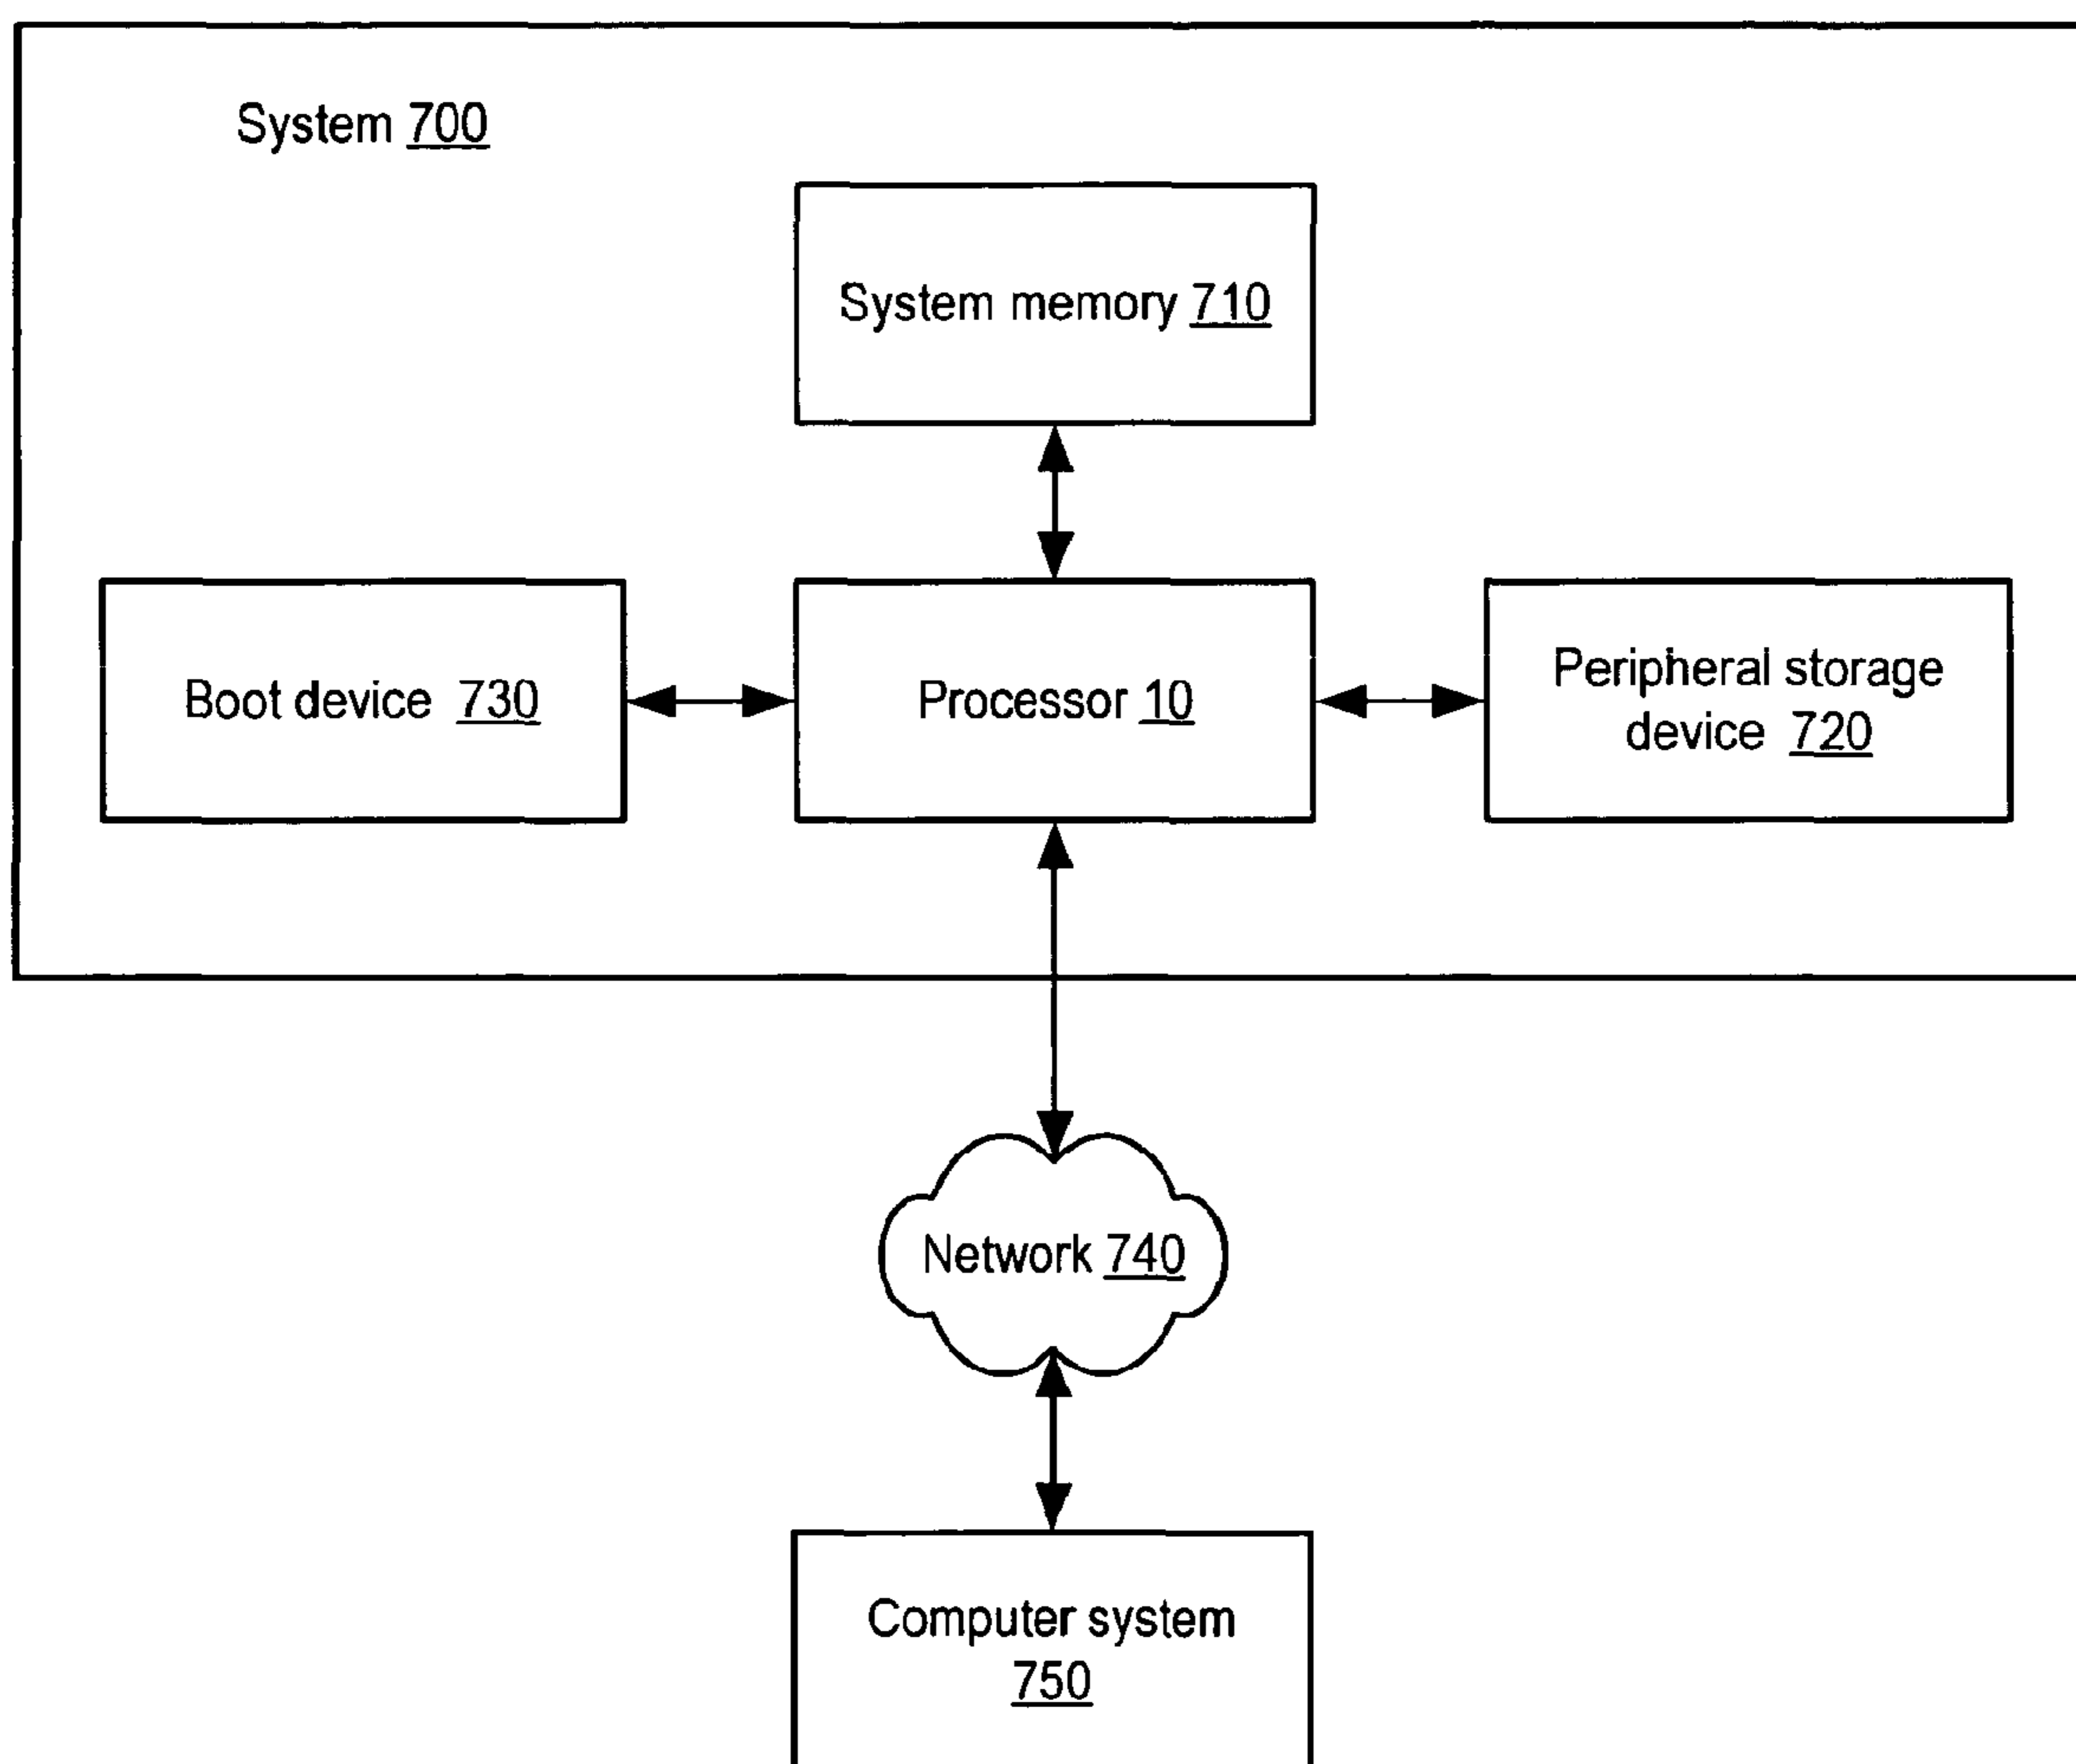 System 700
System memory 710
Boot device 730
Processor 10
Peripheral storage
device 720
Network 740
Computer system
750